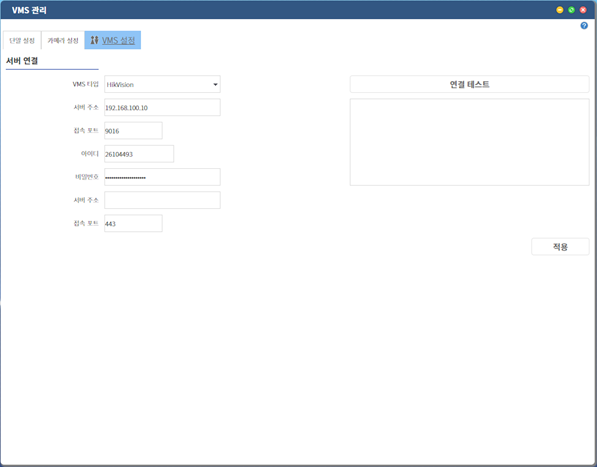 VMS 관리
단말 설정 카메라 설정 VMS 설정
서버 연결
VMS 타입 HikVision 연결 테스트
서버 주소 192.168.100.10
접속 포트 9016
아이디 26104493
비밀번호 ••••••••••••••••••••
서버 주소
접속 포트 443
적용